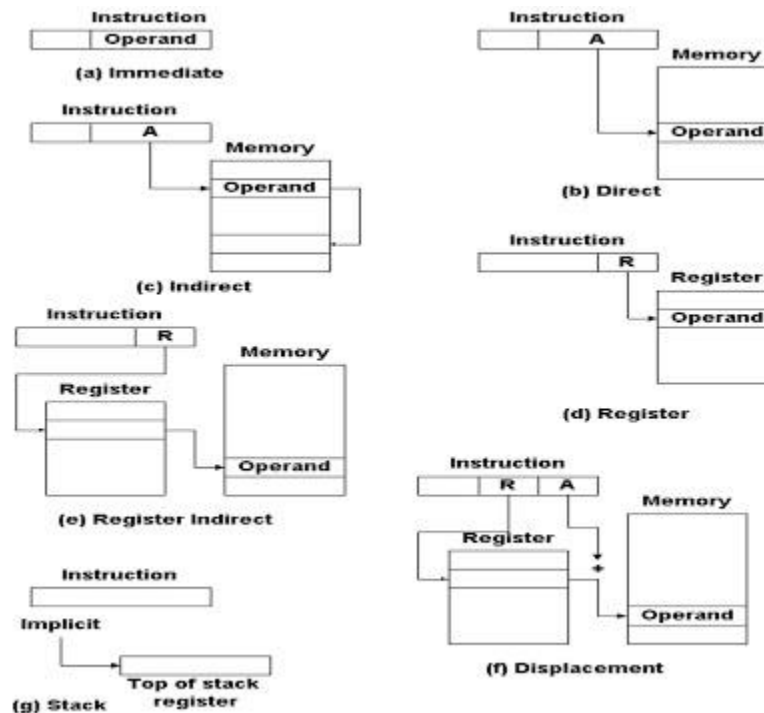 Instruction
Operand
(a) Immediate
Instruction
A
Memory
Operand
(b) Direct
Instruction
A
Memory
Operand
(c) Indirect
Instruction
R
Register
Operand
(d) Register
Instruction
R
Register
Memory
Operand
(e) Register Indirect
Instruction
R A
Register
Memory
+
Operand
(f) Displacement
Instruction
Implicit
Top of stack
register
(g) Stack